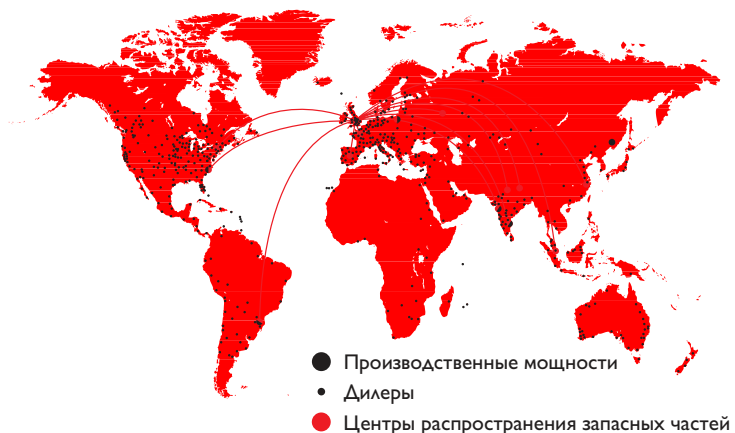 Производственные мощности
Дилеры
Центры распространения запасных частей